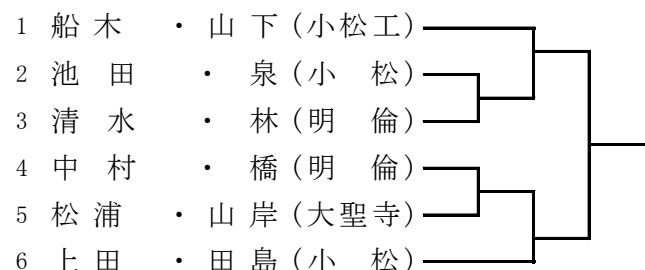 1 船木 ・ 山下(小松工)
2 池田 ・ 泉(小松)
3 清水 ・ 林(明倫)
4 中村 ・ 橋(明倫)
5 松浦 ・ 山岸(大聖寺)
6 上田 ・ 田島(小松)